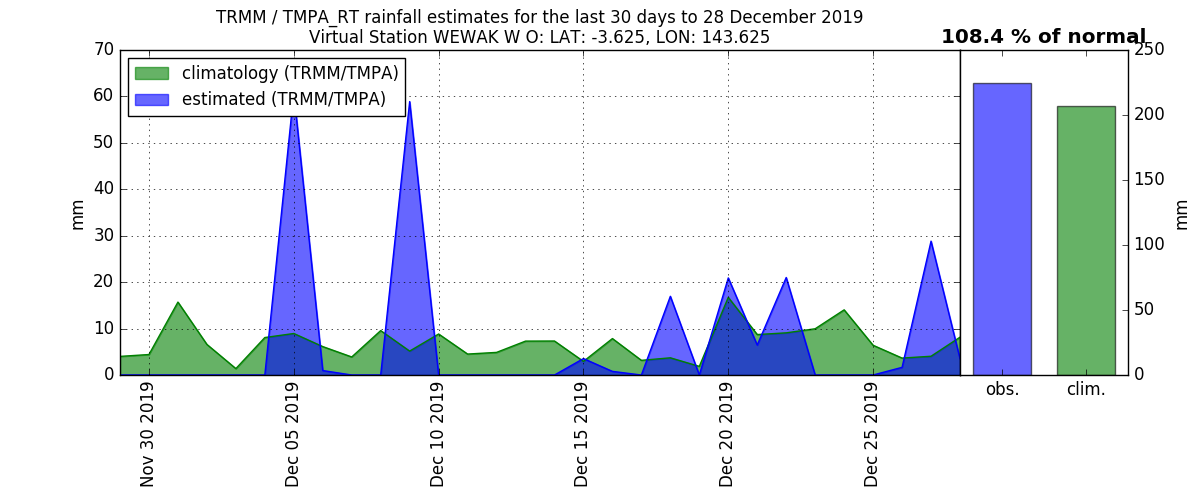 TRMM / TMPA_RT rainfall estimates for the last 30 days to 28 December 2019
Virtual Station WEWAK W O: LAT: -3.625, LON: 143.625
108.4 % of normal
climatology (TRMM/TMPA)
estimated (TRMM/TMPA)
70
60
50
40
30
20
10
0
mm
Nov 30 2019
Dec 05 2019
Dec 10 2019
Dec 15 2019
Dec 20 2019
Dec 25 2019
obs.
clim.
250
200
150
100
50
0
mm